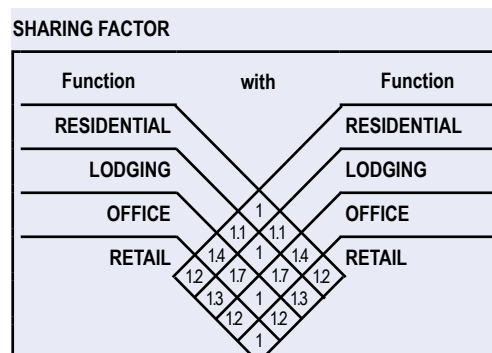 SHARING FACTOR
Function with Function
RESIDENTIAL RESIDENTIAL
LODGING LODGING
OFFICE OFFICE
1
1.1 1.1
RETAIL 1.4 1 1.4 RETAIL
1.2 1.7 1.7 1.2
1.3 1 1.3
1.2 1.2
1